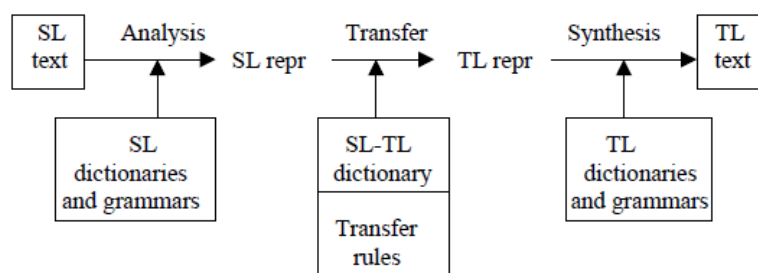 SL
text
Analysis
SL repr
Transfer
TL repr
Synthesis
TL
text
SL
dictionaries
and grammars
SL-TL
dictionary
Transfer
rules
TL
dictionaries
and grammars